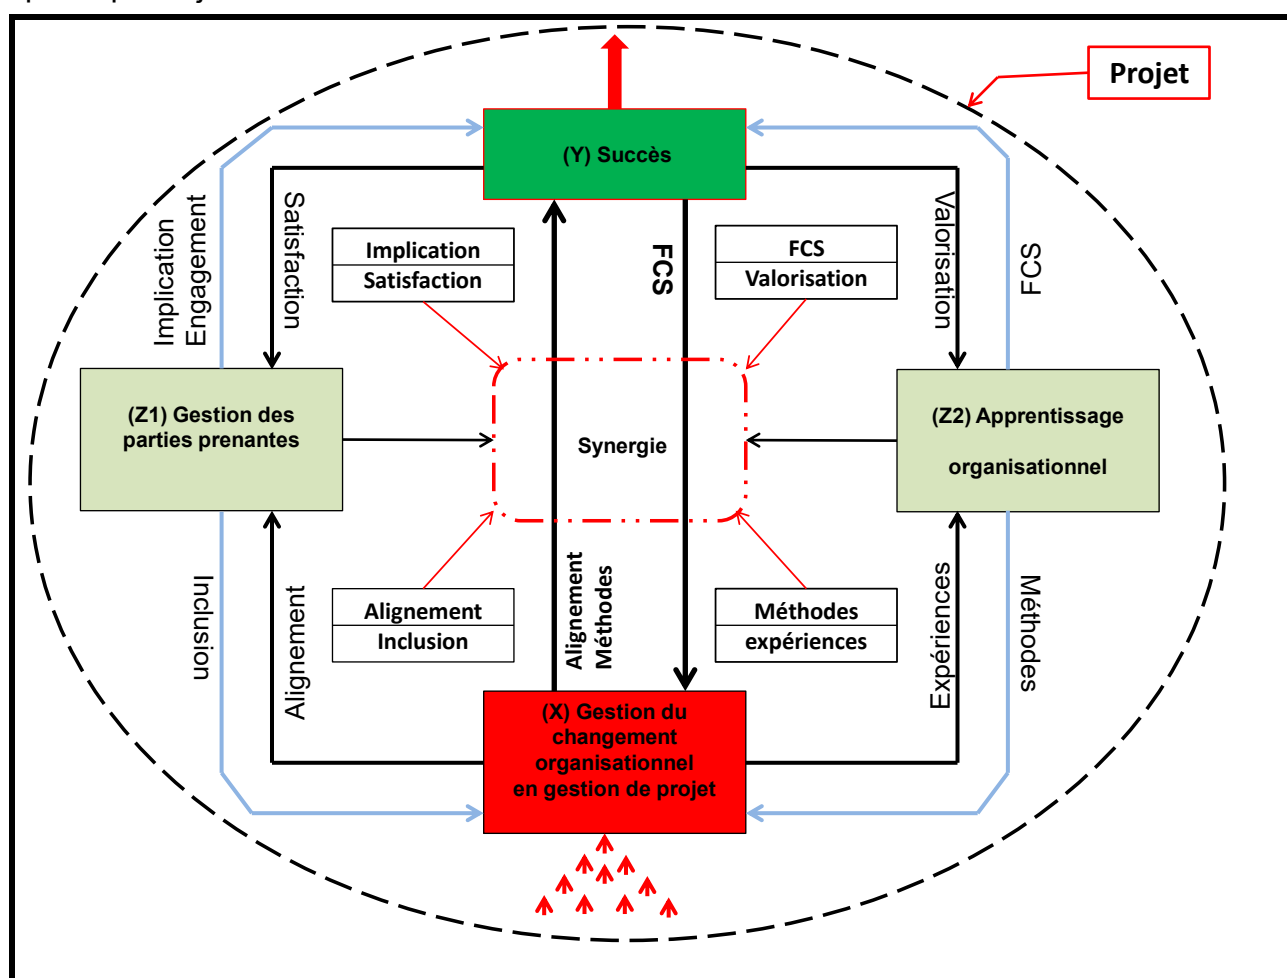 Projet
(Y) Succès
Implication
Engagement
Satisfaction
Implication
Satisfaction
FCS
FCS
Valorisation
Valorisation
FCS
(Z1) Gestion des
parties prenantes
Synergie
(Z2) Apprentissage
organisationnel
Inclusion
Alignement
Alignement
Inclusion
Alignement
Méthodes
Méthodes
expériences
Expériences
Méthodes
(X) Gestion du
changement
organisationnel
en gestion de projet